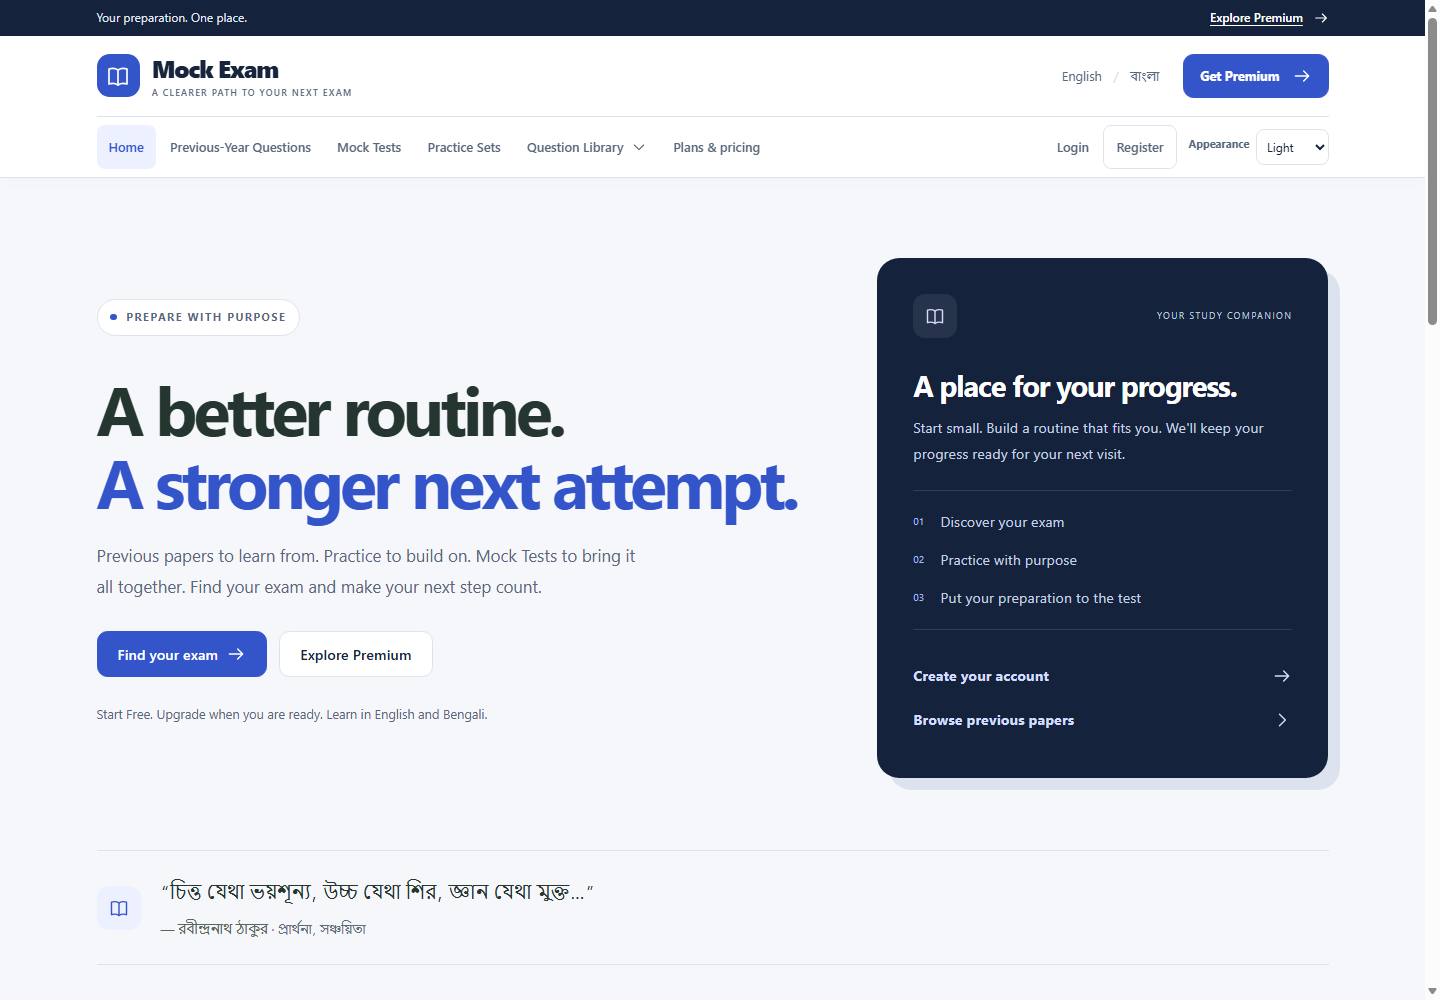 Your preparation. One place.
Explore Premium
Mock Exam
A CLEARER PATH TO YOUR NEXT EXAM
English / বাংলা
Get Premium
Home
Previous-Year Questions
Mock Tests
Practice Sets
Question Library
Plans & pricing
Login
Register
Appearance
Light
PREPARE WITH PURPOSE
A better routine.
A stronger next attempt.
Previous papers to learn from. Practice to build on. Mock Tests to bring it
all together. Find your exam and make your next step count.
Find your exam
Explore Premium
Start Free. Upgrade when you are ready. Learn in English and Bengali.
YOUR STUDY COMPANION
A place for your progress.
Start small. Build a routine that fits you. We'll keep your
progress ready for your next visit.
01 Discover your exam
02 Practice with purpose
03 Put your preparation to the test
Create your account
Browse previous papers
“চিত্ত যেথা ভয়শূন্য, উচ্চ যেথা শির, জ্ঞান যেথা মুক্ত...”
— রবীন্দ্রনাথ ঠাকুর · প্রার্থনা, সঞ্চয়িতা